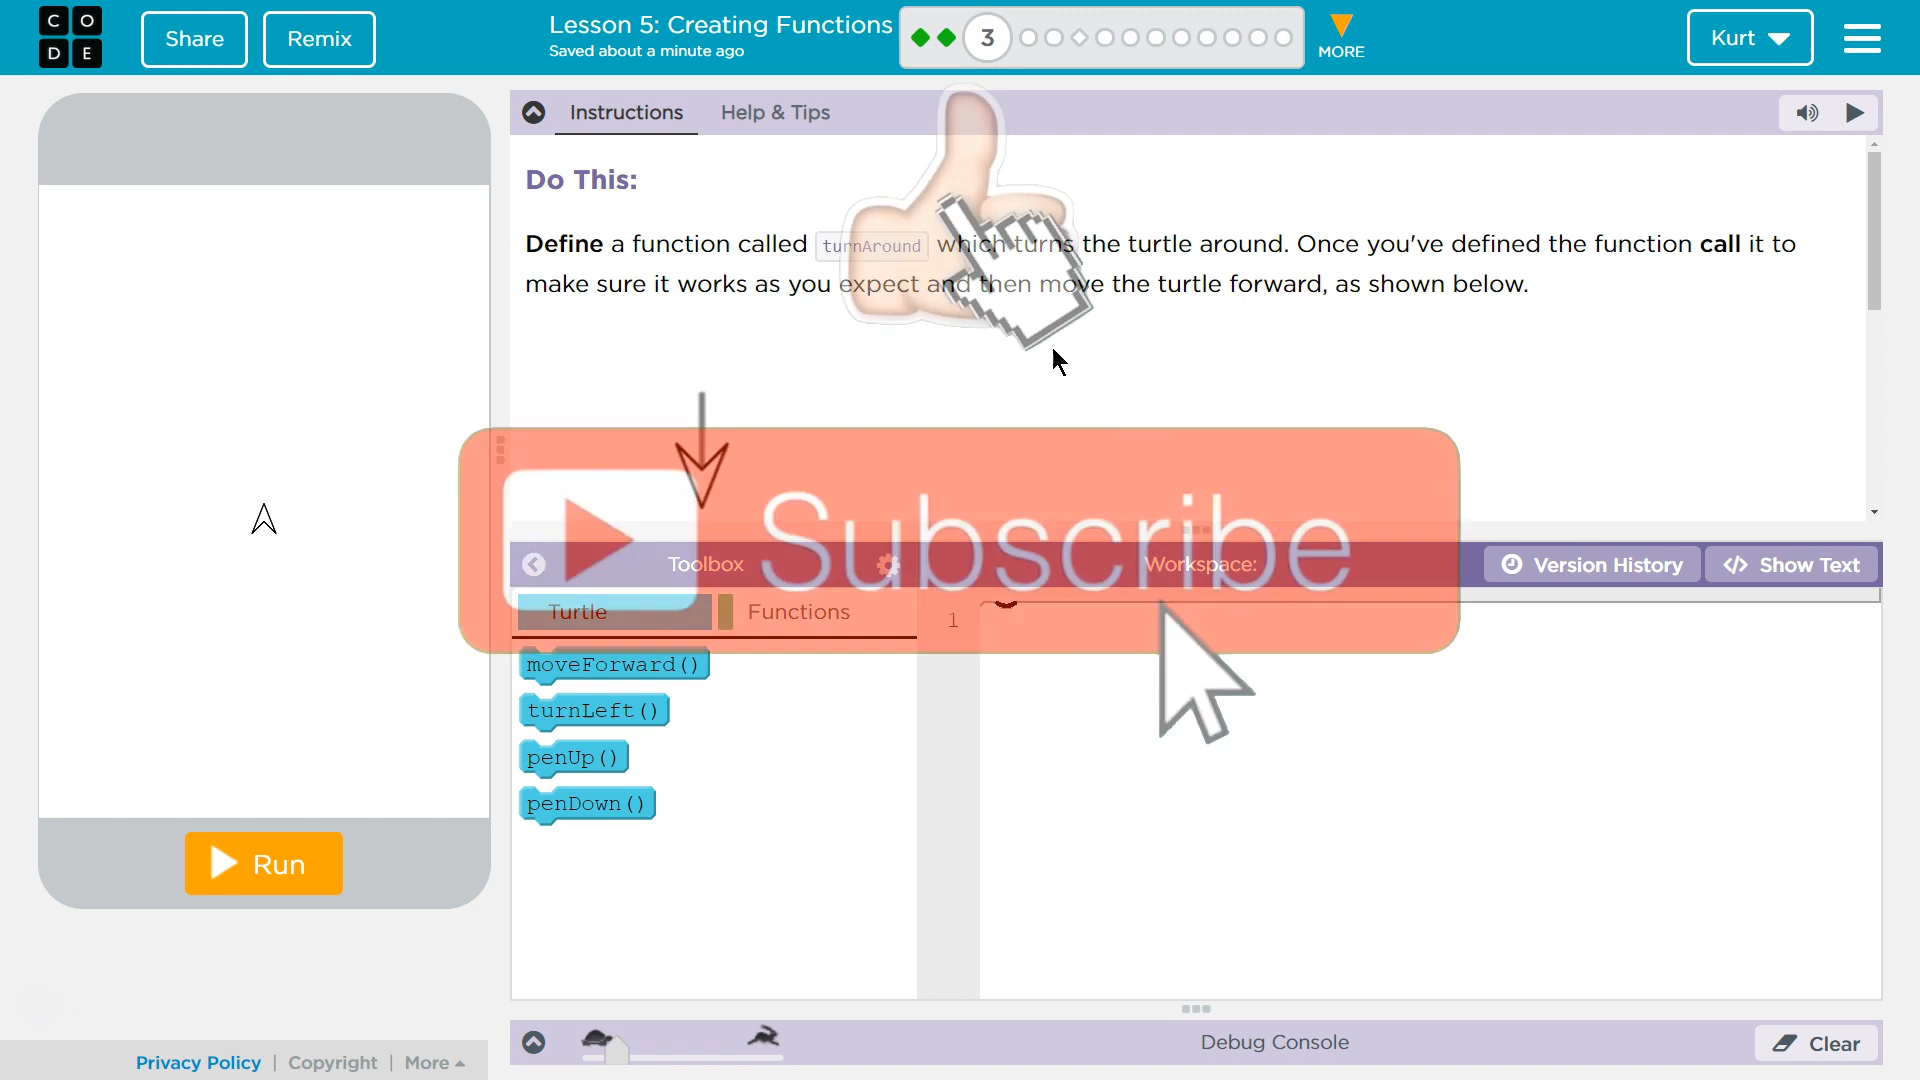 C O
D E
Share
Remix
Lesson 5: Creating Functions
Saved about a minute ago
3
MORE
Kurt
Instructions
Help & Tips
Do This:
Define a function called turnAround which turns the turtle around. Once you've defined the function call it to
make sure it works as you expect and then move the turtle forward, as shown below.
Subscribe
Toolbox
Workspace:
Version History
</> Show Text
Turtle
Functions
1
moveForward()
turnLeft()
penUp()
penDown()
Run
Debug Console
Clear
Privacy Policy | Copyright | More